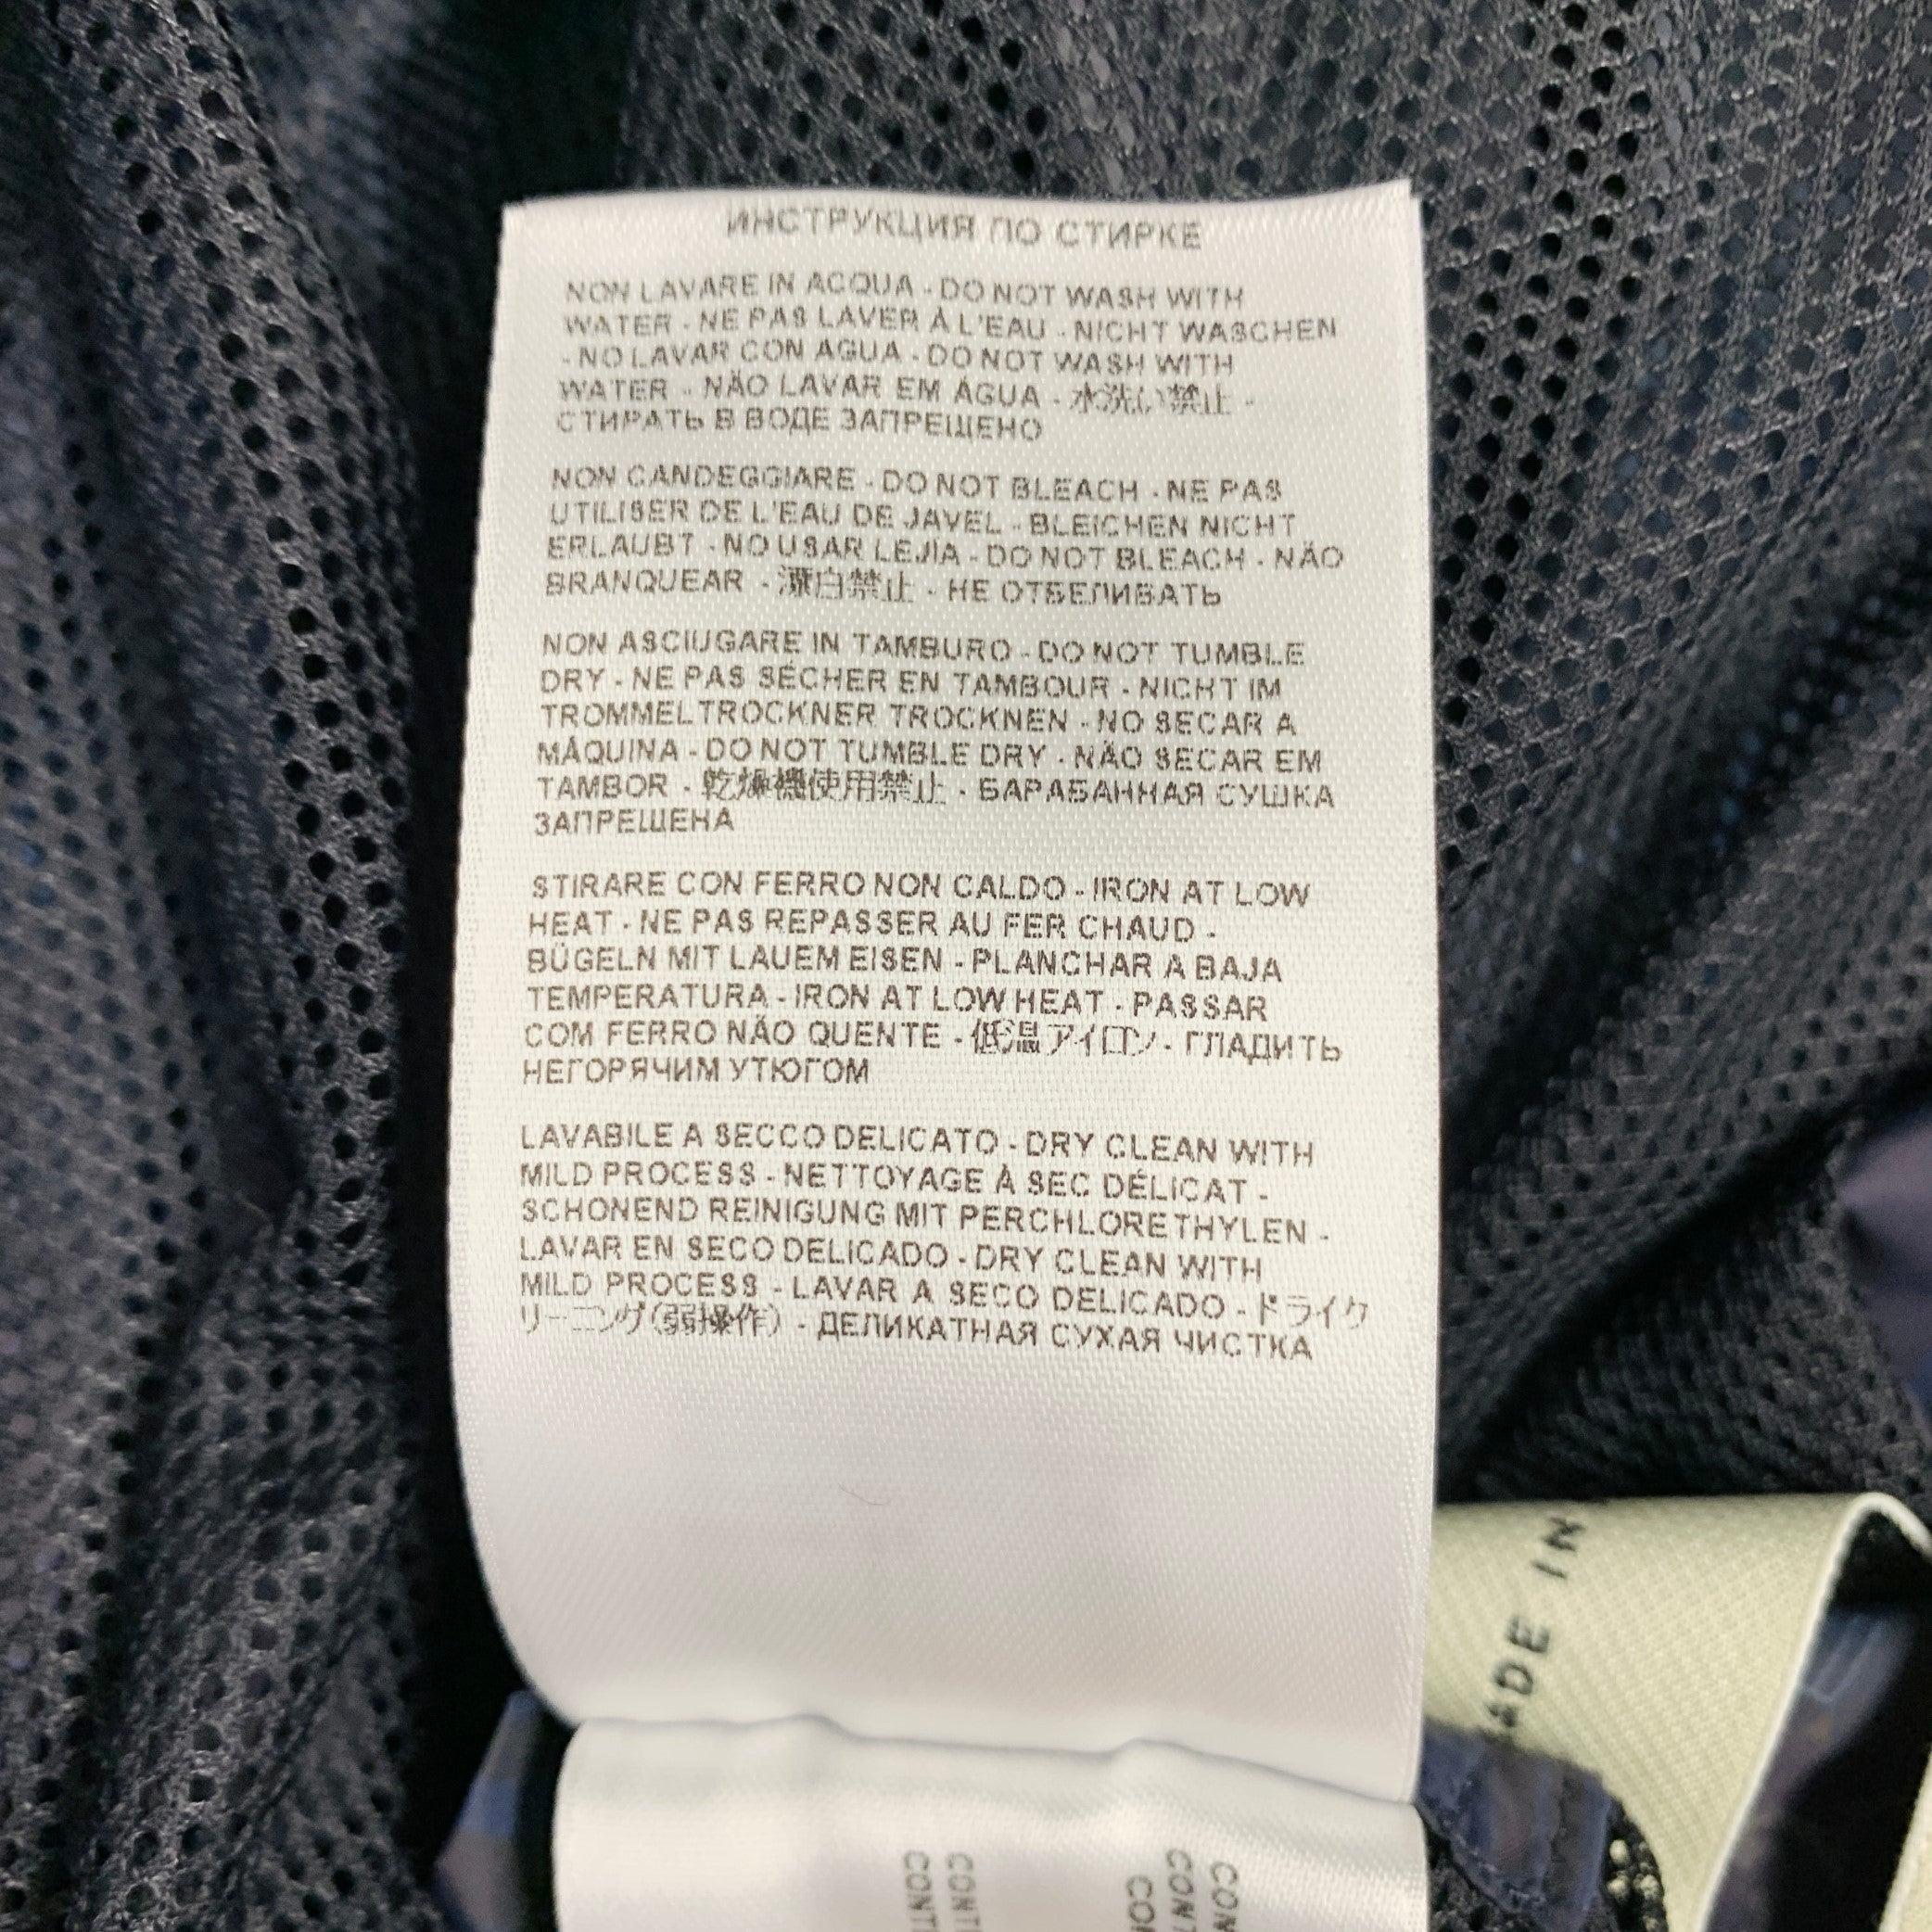 ИНСТРУКЦИЯ ПО СТИРКЕ
NON LAVARE IN ACQUA - DO NOT WASH WITH
WATER - NE PAS LAVER À L'EAU - NICHT WASCHEN
- NO LAVAR CON AGUA - DO NOT WASH WITH
WATER - NÃO LAVAR EM ÁGUA - 水洗い禁止 -
СТИРАТЬ В ВОДЕ ЗАПРЕЩЕНО
NON CANDEGGIARE - DO NOT BLEACH - NE PAS
UTILISER DE L'EAU DE JAVEL - BLEICHEN NICHT
ERLAUBT - NO USAR LEJIA - DO NOT BLEACH - NÃO
BRANQUEAR - 漂白禁止 - НЕ ОТБЕЛИВАТЬ
NON ASCIUGARE IN TAMBURO - DO NOT TUMBLE
DRY - NE PAS SÉCHER EN TAMBOUR - NICHT IM
TROMMELTROCKNER TROCKNEN - NO SECAR A
MÁQUINA - DO NOT TUMBLE DRY - NÃO SECAR EM
TAMBOR - 乾燥機使用禁止 - БАРАБАННАЯ СУШКА
ЗАПРЕЩЕНА
STIRARE CON FERRO NON CALDO - IRON AT LOW
HEAT - NE PAS REPASSER AU FER CHAUD -
BÜGELN MIT LAUEM EISEN - PLANCHAR A BAJA
TEMPERATURA - IRON AT LOW HEAT - PASSAR
COM FERRO NÃO QUENTE - 低温アイロン - ГЛАДИТЬ
НЕГОРЯЧИМ УТЮГОМ
LAVABILE A SECCO DELICATO - DRY CLEAN WITH
MILD PROCESS - NETTOYAGE À SEC DÉLICAT -
SCHONEND REINIGUNG MIT PERCHLORETHYLEN -
LAVAR EN SECO DELICADO - DRY CLEAN WITH
MILD PROCESS - LAVAR A SECO DELICADO - ドライク
リーニング(弱操作) - ДЕЛИКАТНАЯ СУХАЯ ЧИСТКА
MADE IN